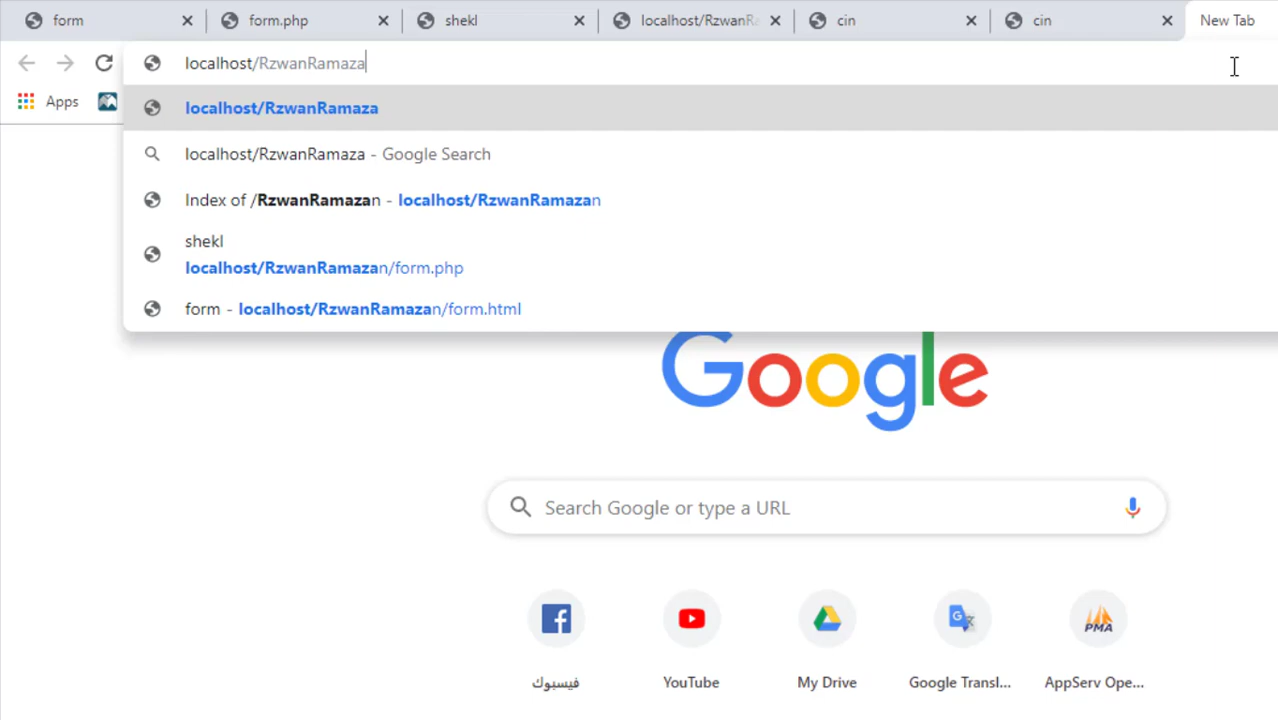 form
form.php
shekl
localhost/RzwanRa
cin
cin
New Tab
localhost/RzwanRamaza
Apps
localhost/RzwanRamaza
localhost/RzwanRamaza - Google Search
Index of /RzwanRamazan - localhost/RzwanRamazan
shekl
localhost/RzwanRamazan/form.php
form - localhost/RzwanRamazan/form.html
Google
Search Google or type a URL
PMA
فيسبوك
YouTube
My Drive
Google Transl...
AppServ Ope...